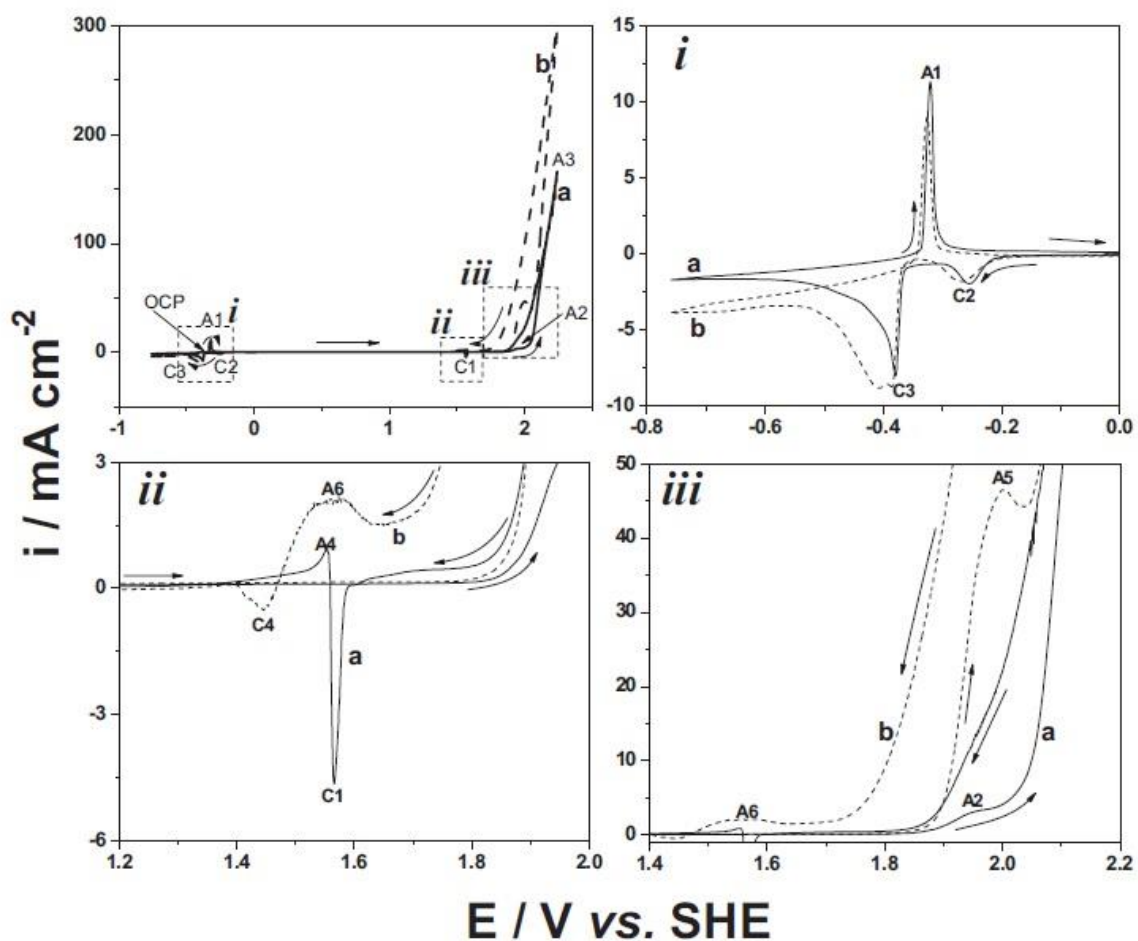 i / mA cm-2
300
200
100
0
-1
0
1
2
b
A3
a
iii
OCP
i
A1
ii
A2
C3
C2
C1
i
15
10
5
0
-5
-10
-0.8
-0.6
-0.4
-0.2
0.0
A1
a
b
C2
C3
ii
3
0
-3
-6
1.2
1.4
1.6
1.8
2.0
A6
b
A4
C4
a
C1
iii
50
40
30
20
10
0
1.4
1.6
1.8
2.0
2.2
A5
b
a
A2
A6
E / V vs. SHE